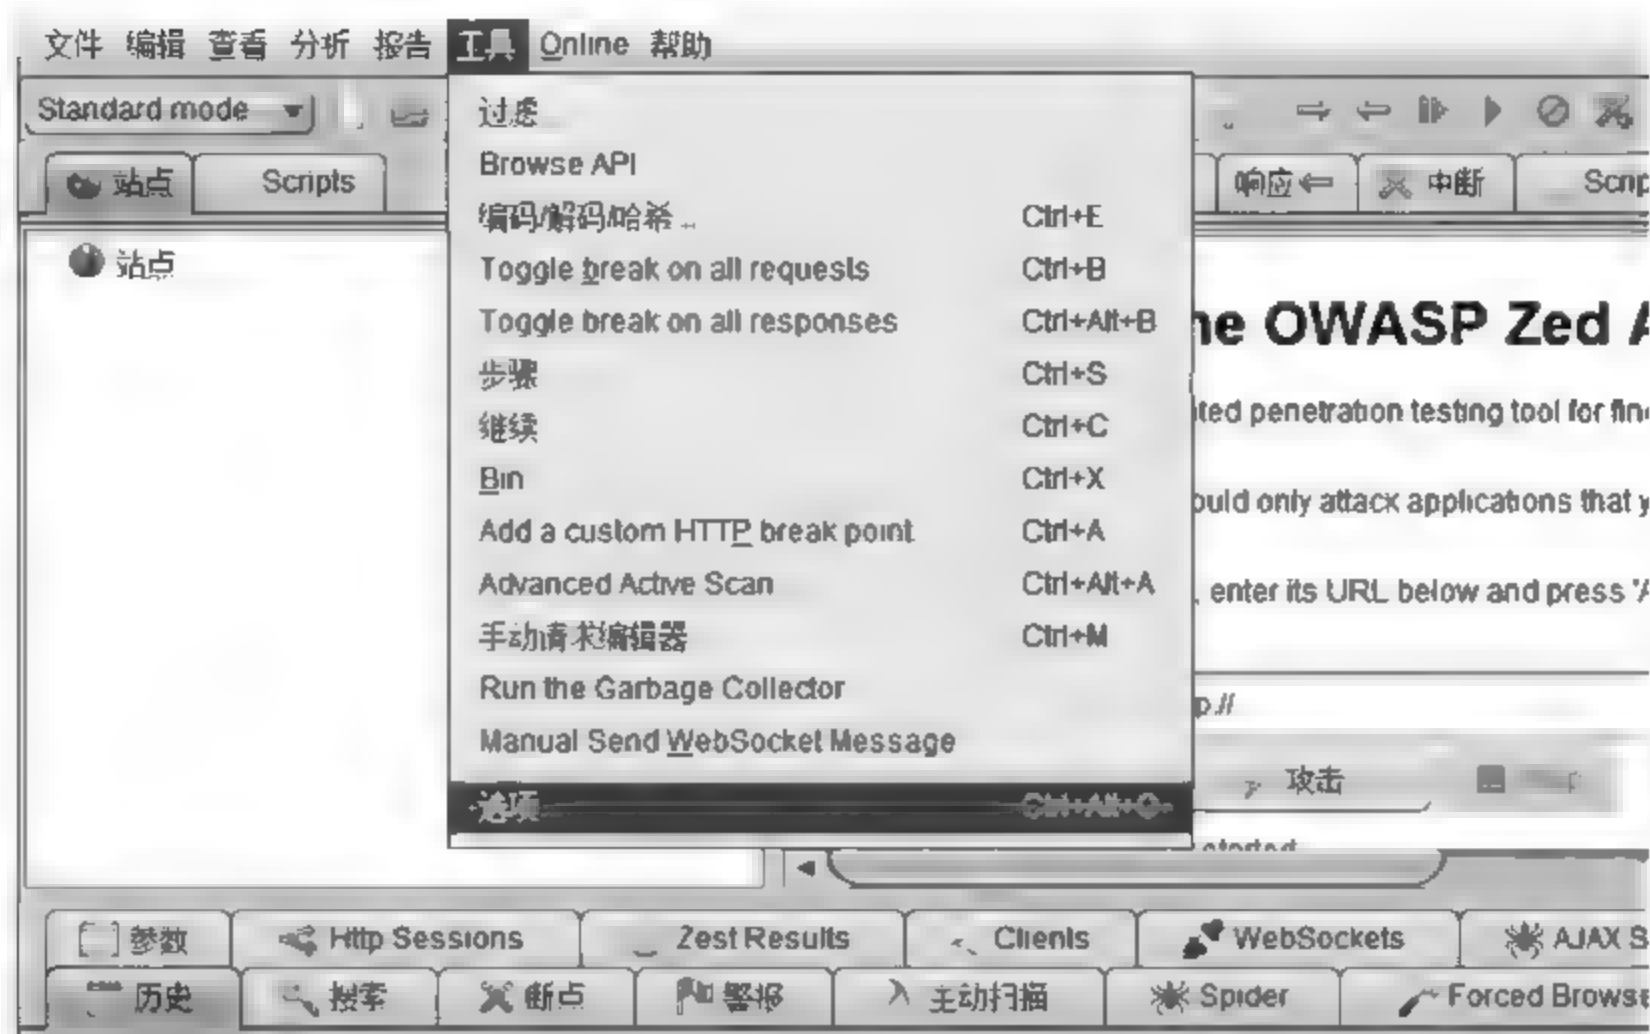 文件 编辑 查看 分析 报告 工具 Online 帮助
Standard mode
站点 Scripts 响应 中断 Scrip
站点
过虑
Browse API
编码/解码/哈希... Ctrl+E
Toggle break on all requests Ctrl+B
Toggle break on all responses Ctrl+Alt+B
步骤 Ctrl+S
继续 Ctrl+C
Bin Ctrl+X
Add a custom HTTP break point Ctrl+A
Advanced Active Scan Ctrl+Alt+A
手动请求编辑器 Ctrl+M
Run the Garbage Collector
Manual Send WebSocket Message
选项 Ctrl+Alt+O
he OWASP Zed A
ted penetration testing tool for fin
ould only attack applications that y
, enter its URL below and press 'A
p://
攻击
started
参数 Http Sessions Zest Results Clients WebSockets AJAX S
历史 搜索 断点 警报 主动扫描 Spider Forced Browse